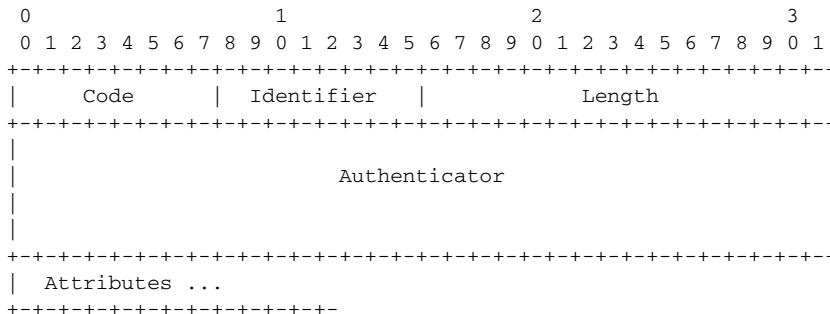 0                   1                   2                   3
 0 1 2 3 4 5 6 7 8 9 0 1 2 3 4 5 6 7 8 9 0 1 2 3 4 5 6 7 8 9 0 1
+-+-+-+-+-+-+-+-+-+-+-+-+-+-+-+-+-+-+-+-+-+-+-+-+-+-+-+-+-+-+-+--
|     Code      |  Identifier   |            Length
+-+-+-+-+-+-+-+-+-+-+-+-+-+-+-+-+-+-+-+-+-+-+-+-+-+-+-+-+-+-+-+--
|
|                         Authenticator
|
|
+-+-+-+-+-+-+-+-+-+-+-+-+-+-+-+-+-+-+-+-+-+-+-+-+-+-+-+-+-+-+-+--
|  Attributes ...
+-+-+-+-+-+-+-+-+-+-+-+-+-